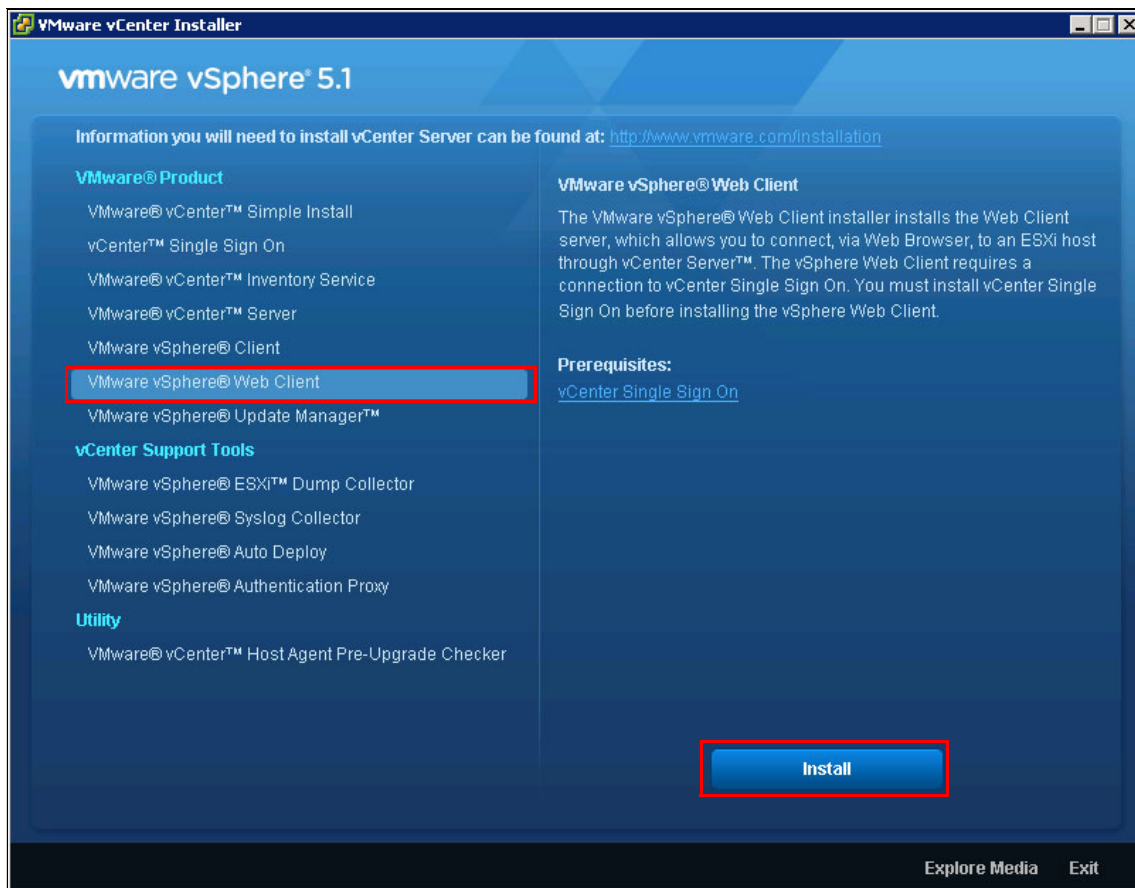 VMware vCenter Installer
vmware vSphere® 5.1
Information you will need to install vCenter Server can be found at: http://www.vmware.com/installation
VMware® Product
VMware® vCenter™ Simple Install
vCenter™ Single Sign On
VMware® vCenter™ Inventory Service
VMware® vCenter™ Server
VMware vSphere® Client
VMware vSphere® Web Client
VMware vSphere® Update Manager™
vCenter Support Tools
VMware vSphere® ESXi™ Dump Collector
VMware vSphere® Syslog Collector
VMware vSphere® Auto Deploy
VMware vSphere® Authentication Proxy
Utility
VMware® vCenter™ Host Agent Pre-Upgrade Checker
VMware vSphere® Web Client
The VMware vSphere® Web Client installer installs the Web Client
server, which allows you to connect, via Web Browser, to an ESXi host
through vCenter Server™. The vSphere Web Client requires a
connection to vCenter Single Sign On. You must install vCenter Single
Sign On before installing the vSphere Web Client.
Prerequisites:
vCenter Single Sign On
Install
Explore Media
Exit